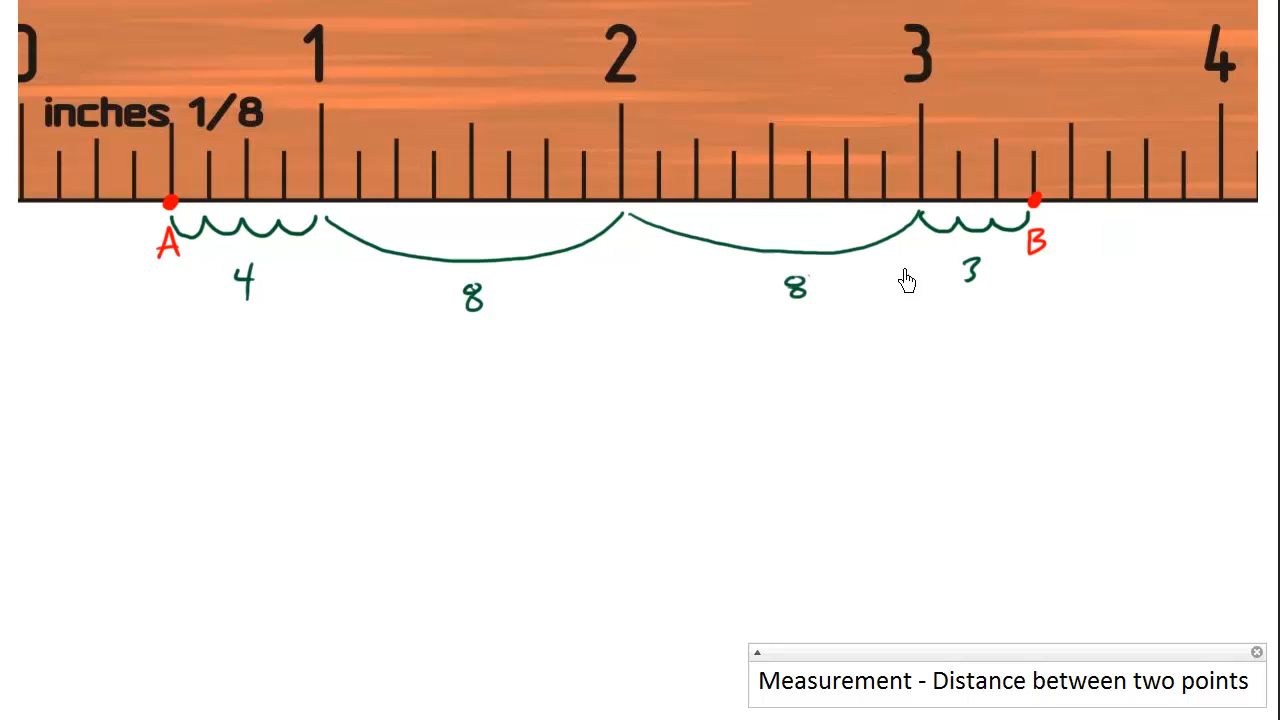 0 1 2 3 4
inches 1/8
A B
4 8 8 3
Measurement - Distance between two points